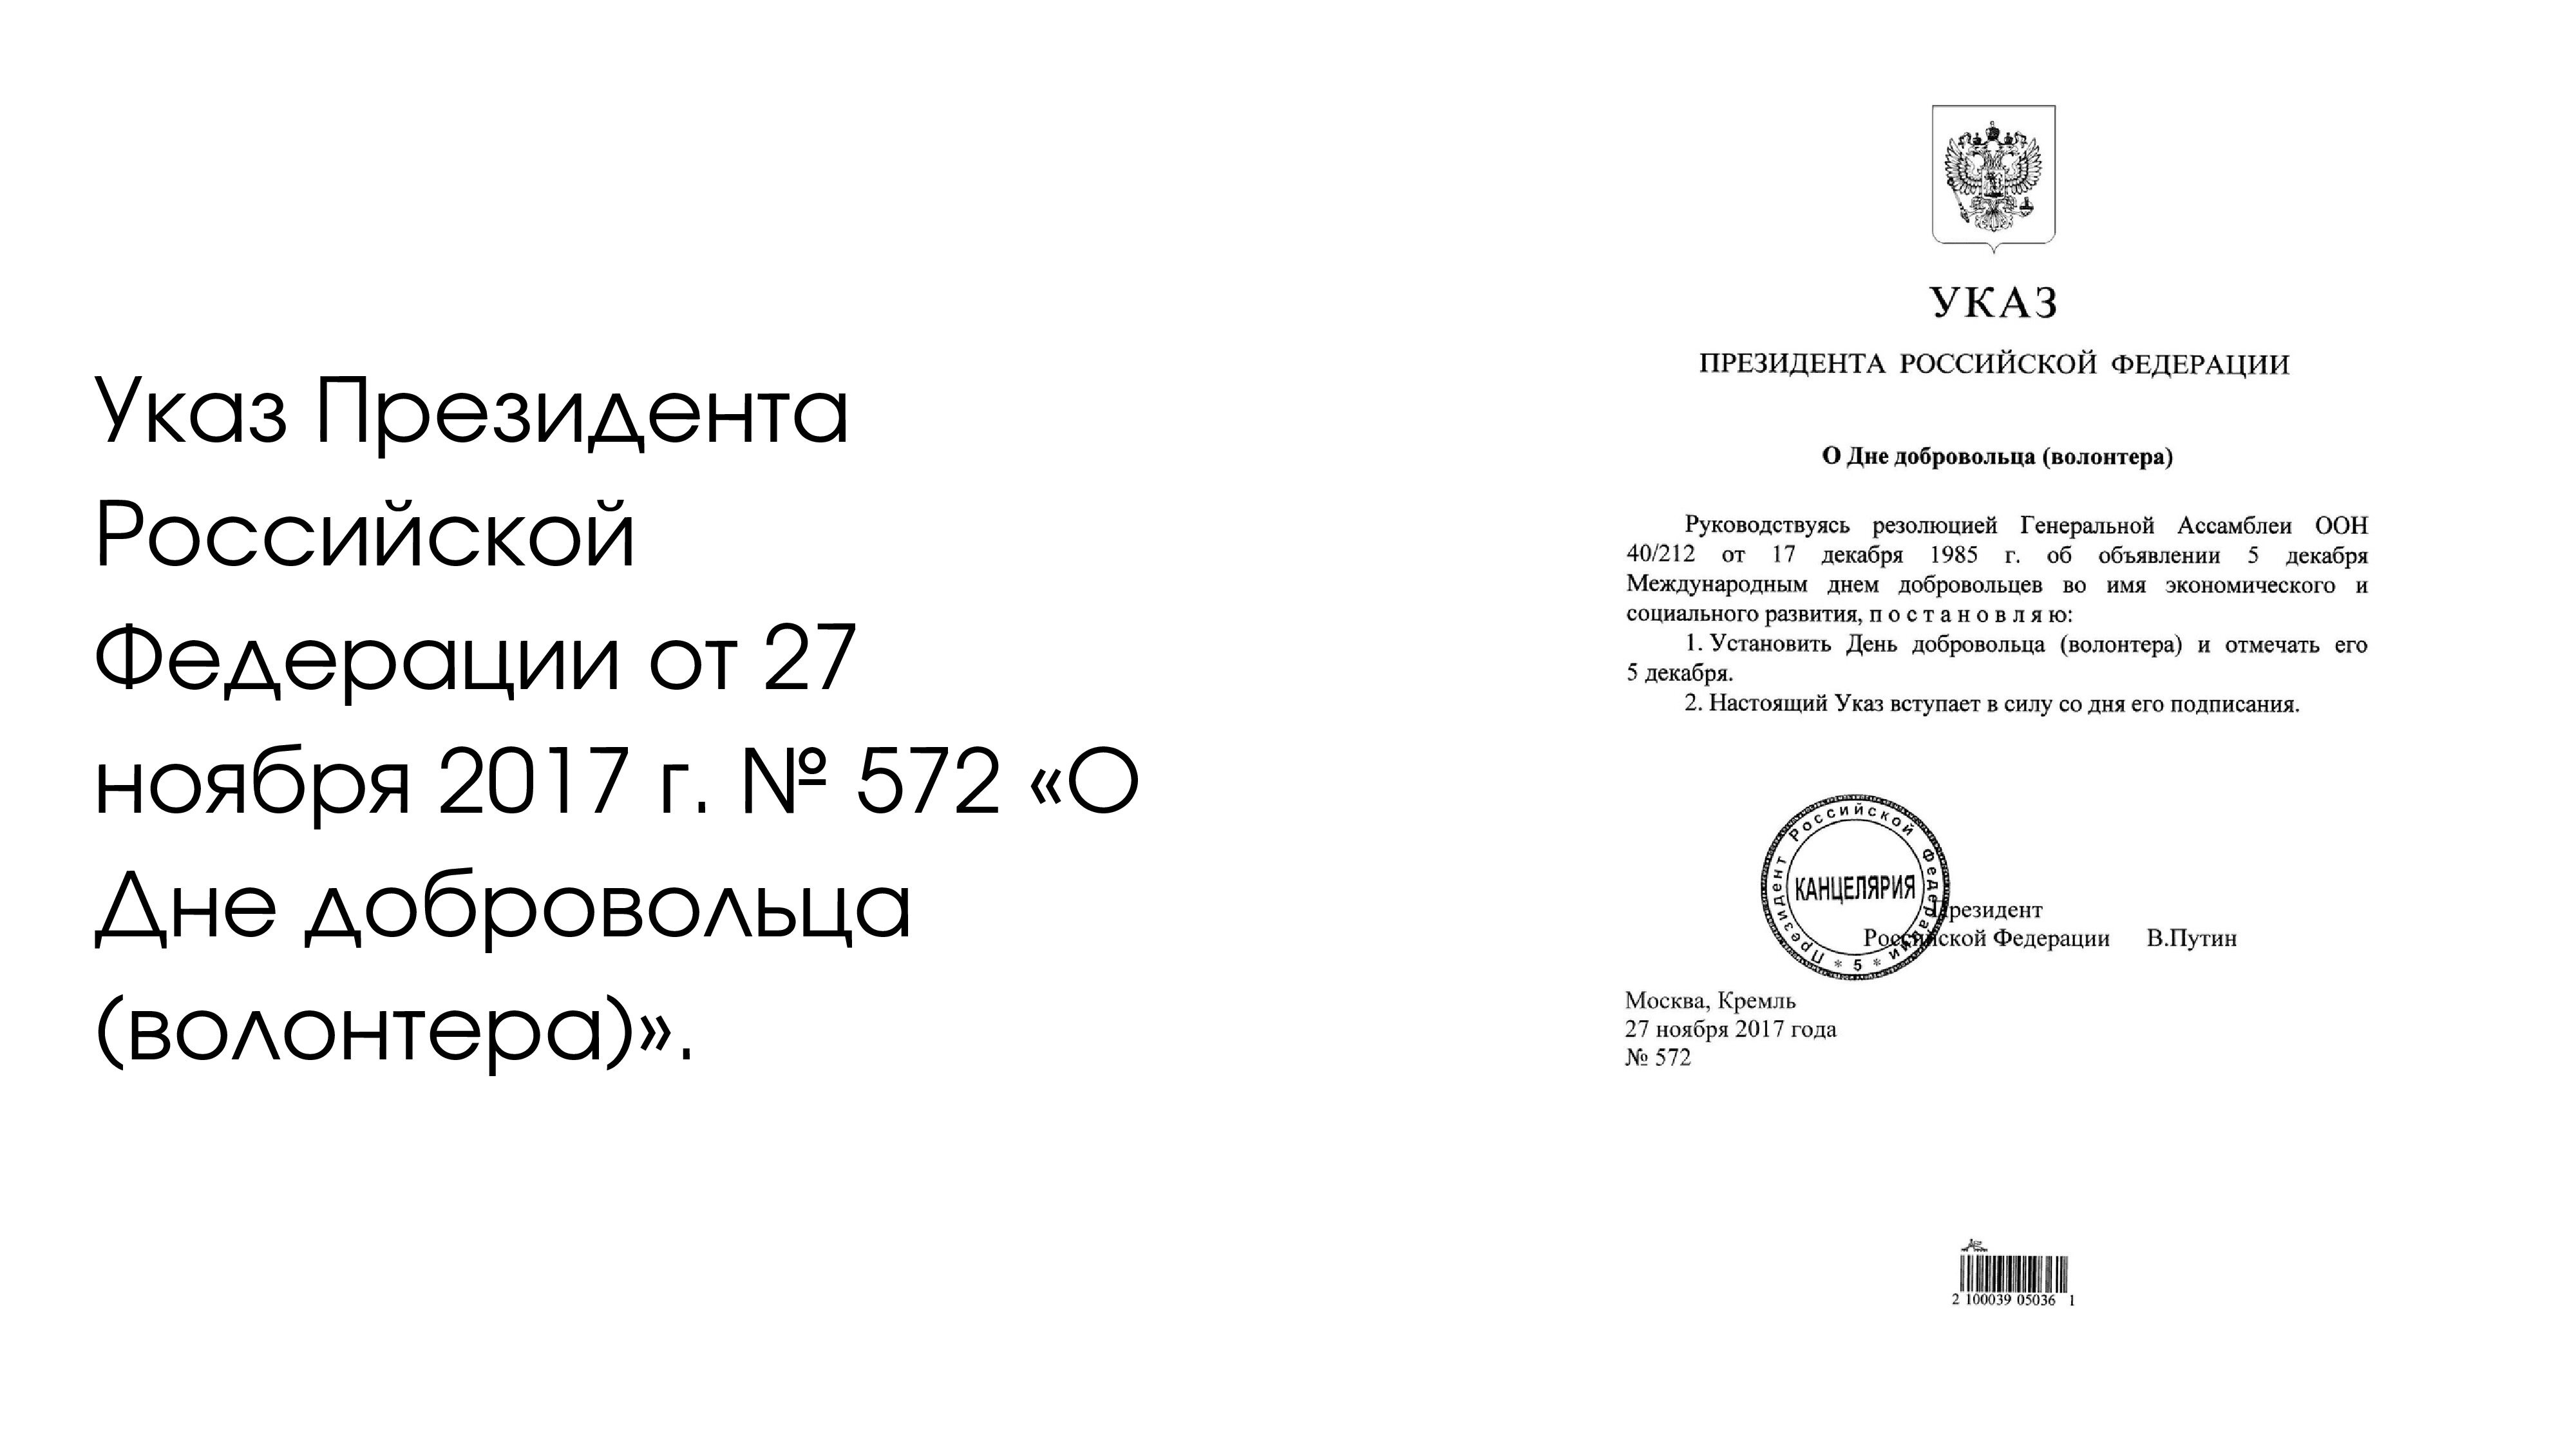 Указ Президента
Российской
Федерации от 27
ноября 2017 г. № 572 «О
Дне добровольца
(волонтера)».
УКАЗ
ПРЕЗИДЕНТА РОССИЙСКОЙ ФЕДЕРАЦИИ
О Дне добровольца (волонтера)
Руководствуясь резолюцией Генеральной Ассамблеи ООН
40/212 от 17 декабря 1985 г. об объявлении 5 декабря
Международным днем добровольцев во имя экономического и
социального развития, п о с т а н о в л я ю:
1. Установить День добровольца (волонтера) и отмечать его
5 декабря.
2. Настоящий Указ вступает в силу со дня его подписания.
Президент Российской Федерации
КАНЦЕЛЯРИЯ
* 5 *
Президент
Российской Федерации В.Путин
Москва, Кремль
27 ноября 2017 года
№ 572
2 100039 05036 1